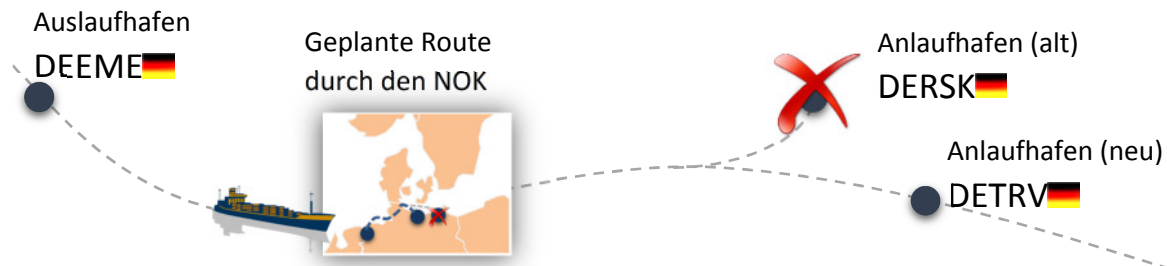 Auslaufhafen
DEEME
Geplante Route
durch den NOK
Anlaufhafen (alt)
DERSK
Anlaufhafen (neu)
DETRV